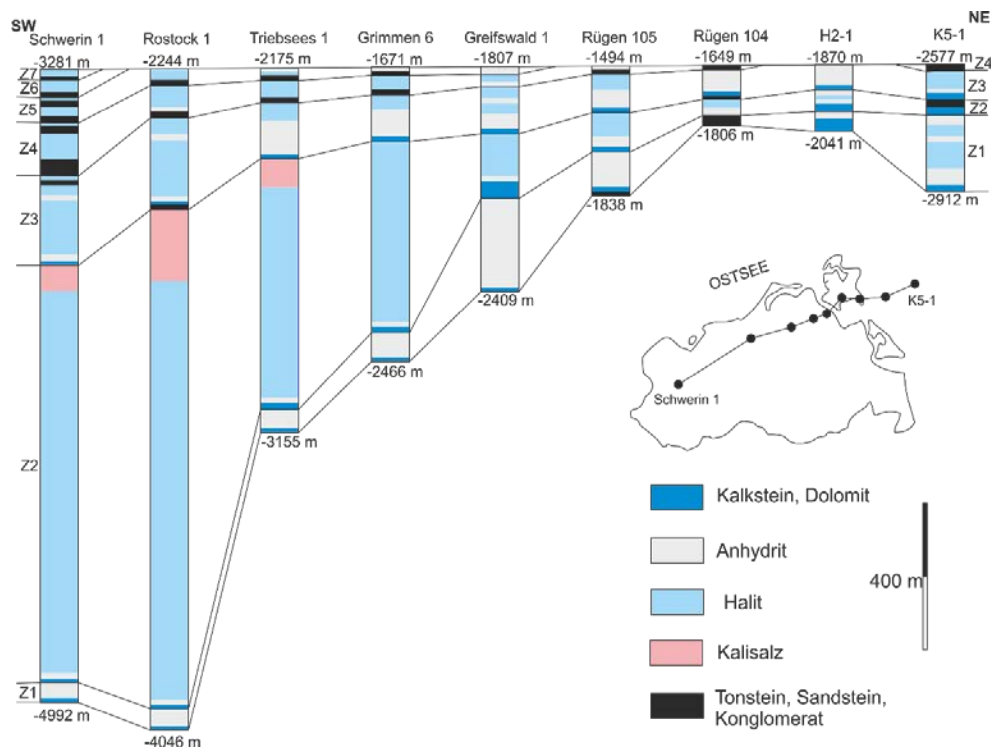 SW
NE
Schwerin 1
Rostock 1
Triebsees 1
Grimmen 6
Greifswald 1
Rügen 105
Rügen 104
H2-1
K5-1
-3281 m
-2244 m
-2175 m
-1671 m
-1807 m
-1494 m
-1649 m
-1870 m
-2577 m
Z7
Z6
Z5
Z4
Z3
Z2
Z1
Z4
Z3
Z2
Z1
-1806 m
-2041 m
-1838 m
-2912 m
-2409 m
-2466 m
-3155 m
-4992 m
-4046 m
OSTSEE
K5-1
Schwerin 1
Kalkstein, Dolomit
Anhydrit
Halit
Kalisalz
Tonstein, Sandstein,
Konglomerat
400 m